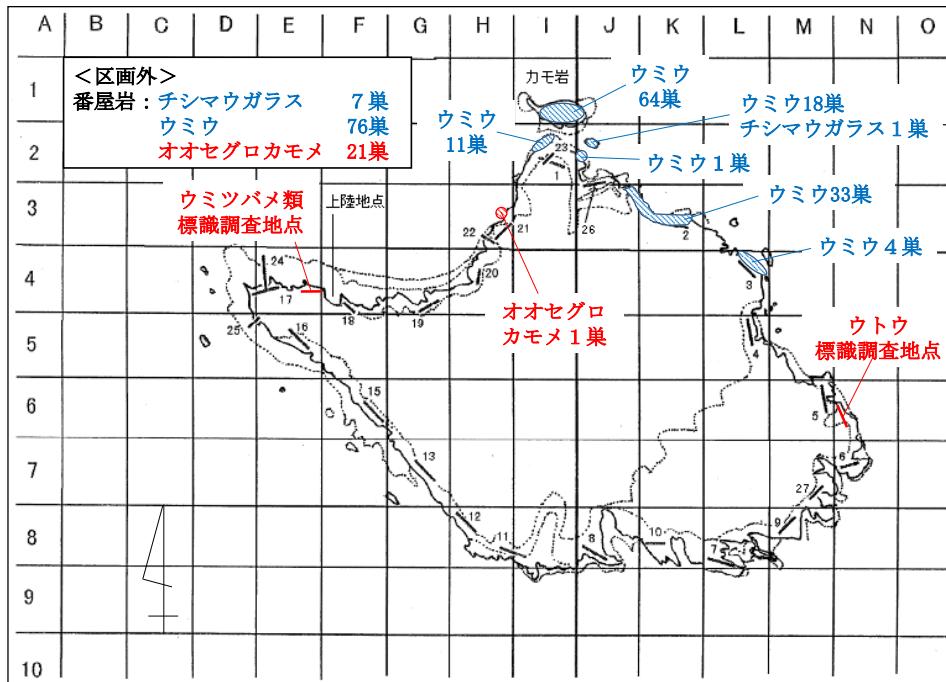 A B C D E F G H I J K L M N O
1
2
3
4
5
6
7
8
9
10
＜区画外＞
番屋岩：チシマウガラス 7巣
ウミウ 76巣
オオセグロカモメ 21巣
カモ岩
ウミウ
64巣
ウミウ
11巣
ウミウ18巣
チシマウガラス１巣
ウミウ１巣
ウミウ33巣
ウミウ４巣
ウミツバメ類
標識調査地点
上陸地点
オオセグロ
カモメ１巣
ウトウ
標識調査地点
23
1
26
2
22
21
20
24
17
18
19
25
16
15
13
12
11
8
10
7
9
27
6
5
4
3